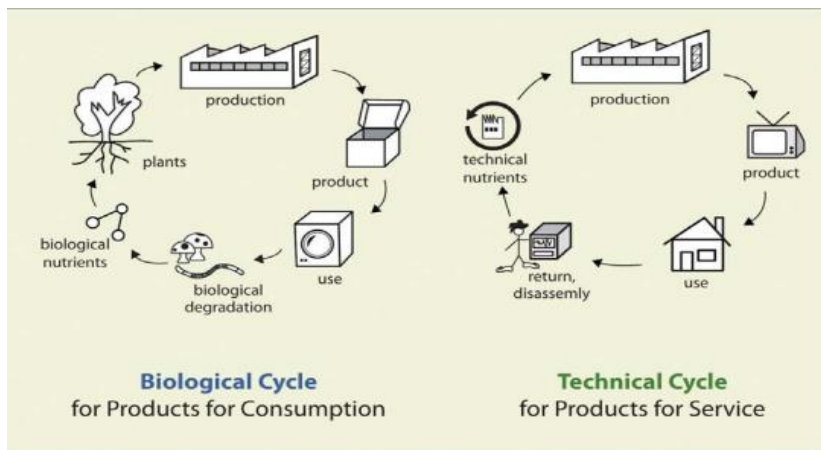 production
product
use
biological
degradation
biological
nutrients
plants
Biological Cycle
for Products for Consumption
production
product
use
return,
disassemly
technical
nutrients
Technical Cycle
for Products for Service